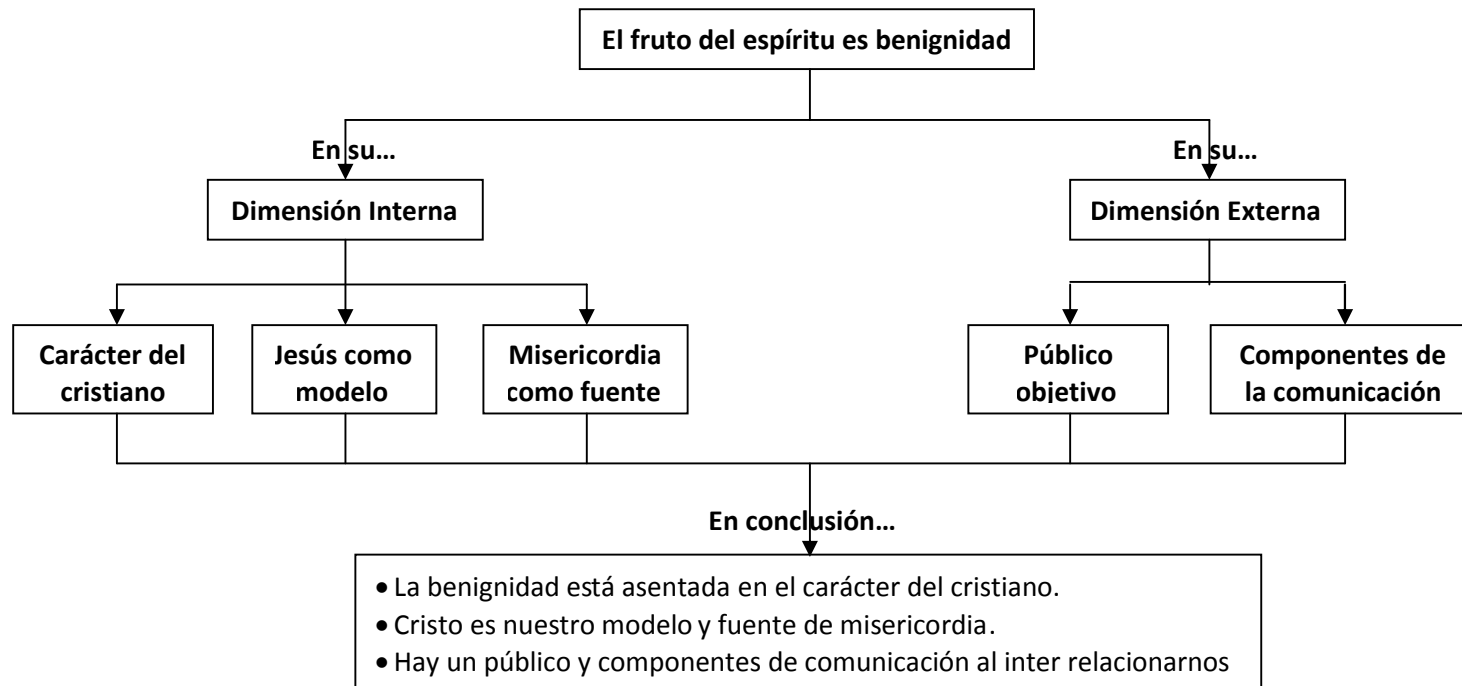 El fruto del espíritu es benignidad
En su...
En su...
Dimensión Interna
Dimensión Externa
Carácter del
cristiano
Jesús como
modelo
Misericordia
como fuente
Público
objetivo
Componentes de
la comunicación
En conclusión...
• La benignidad está asentada en el carácter del cristiano.
• Cristo es nuestro modelo y fuente de misericordia.
• Hay un público y componentes de comunicación al inter relacionarnos